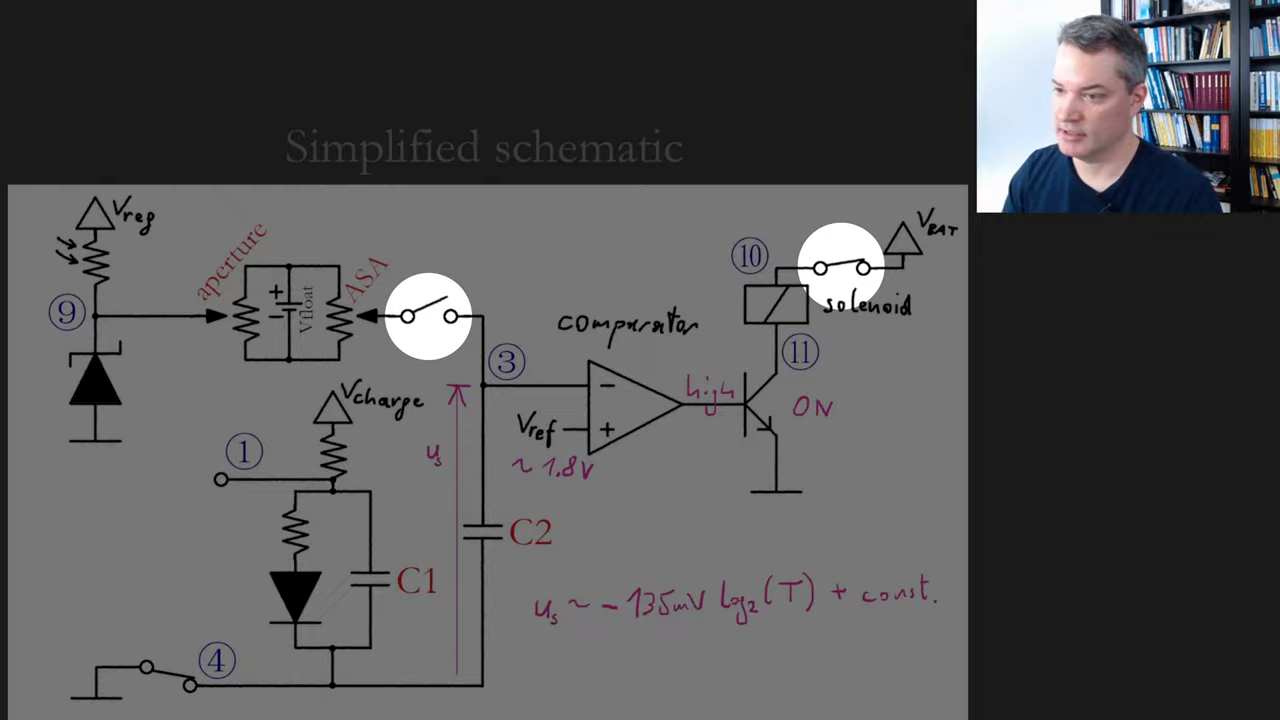 Simplified schematic
Vreg
aperture
ASA
+
−
Vfloat
9
Vcharge
1
4
C1
3
C2
us
comparator
−
+
Vref
~ 1.8V
high
ON
10
11
solenoid
VBAT
us ~ - 135mV log2(T) + const.